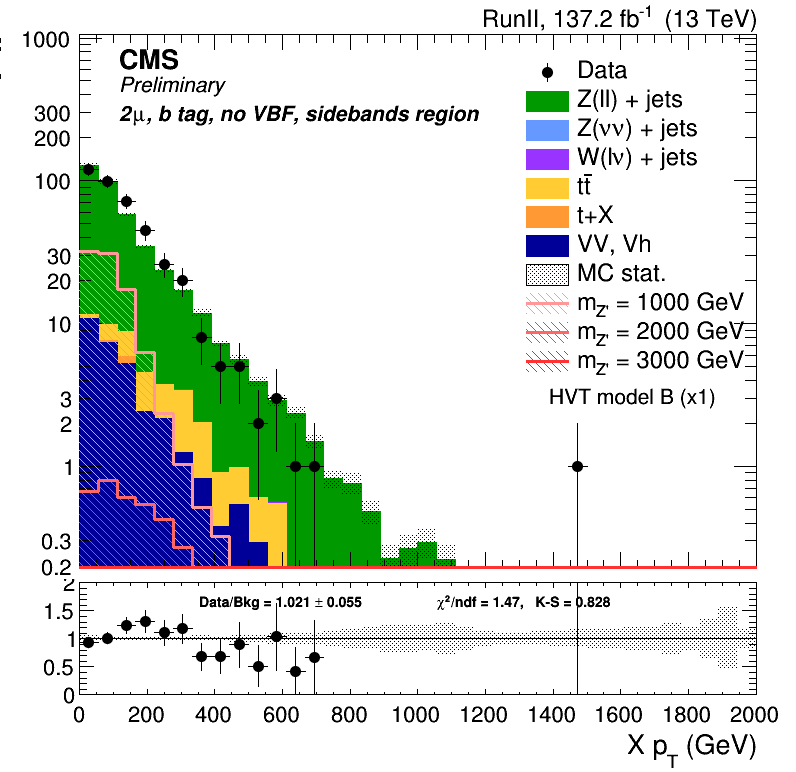 RunII, 137.2 fb⁻¹ (13 TeV)
CMS
Preliminary
2μ, b tag, no VBF, sidebands region
Data
Z(ll) + jets
Z(νν) + jets
W(lν) + jets
tt̄
t+X
VV, Vh
MC stat.
m_Z' = 1000 GeV
m_Z' = 2000 GeV
m_Z' = 3000 GeV
HVT model B (x1)
1000
300
200
100
30
20
10
3
2
1
0.3
0.2
Data/Bkg = 1.021 ± 0.055
χ²/ndf = 1.47, K-S = 0.828
2
1.5
1
0.5
0
0 200 400 600 800 1000 1200 1400 1600 1800 2000
X p_T (GeV)